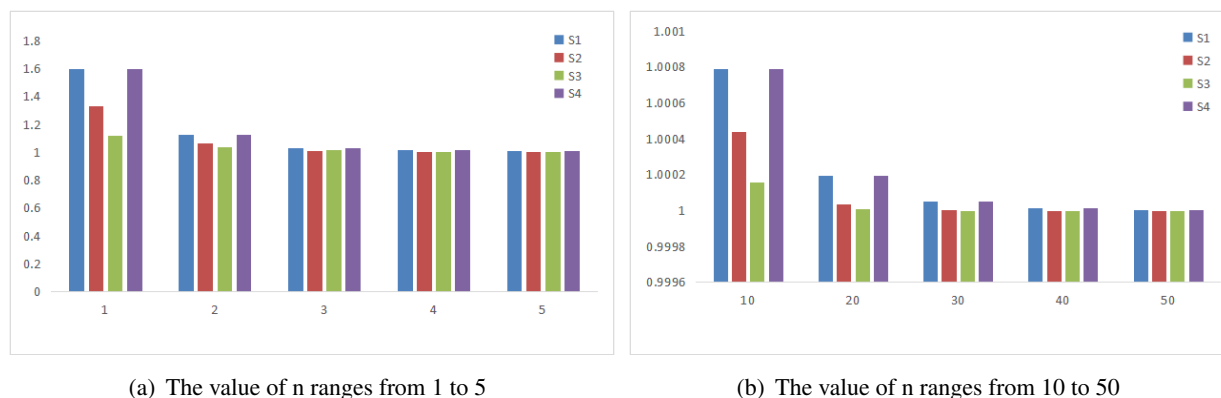 1.8
1.6
1.4
1.2
1
0.8
0.6
0.4
0.2
0
1 2 3 4 5
S1
S2
S3
S4
1.001
1.0008
1.0006
1.0004
1.0002
1
0.9998
0.9996
10 20 30 40 50
S1
S2
S3
S4
(a) The value of n ranges from 1 to 5
(b) The value of n ranges from 10 to 50